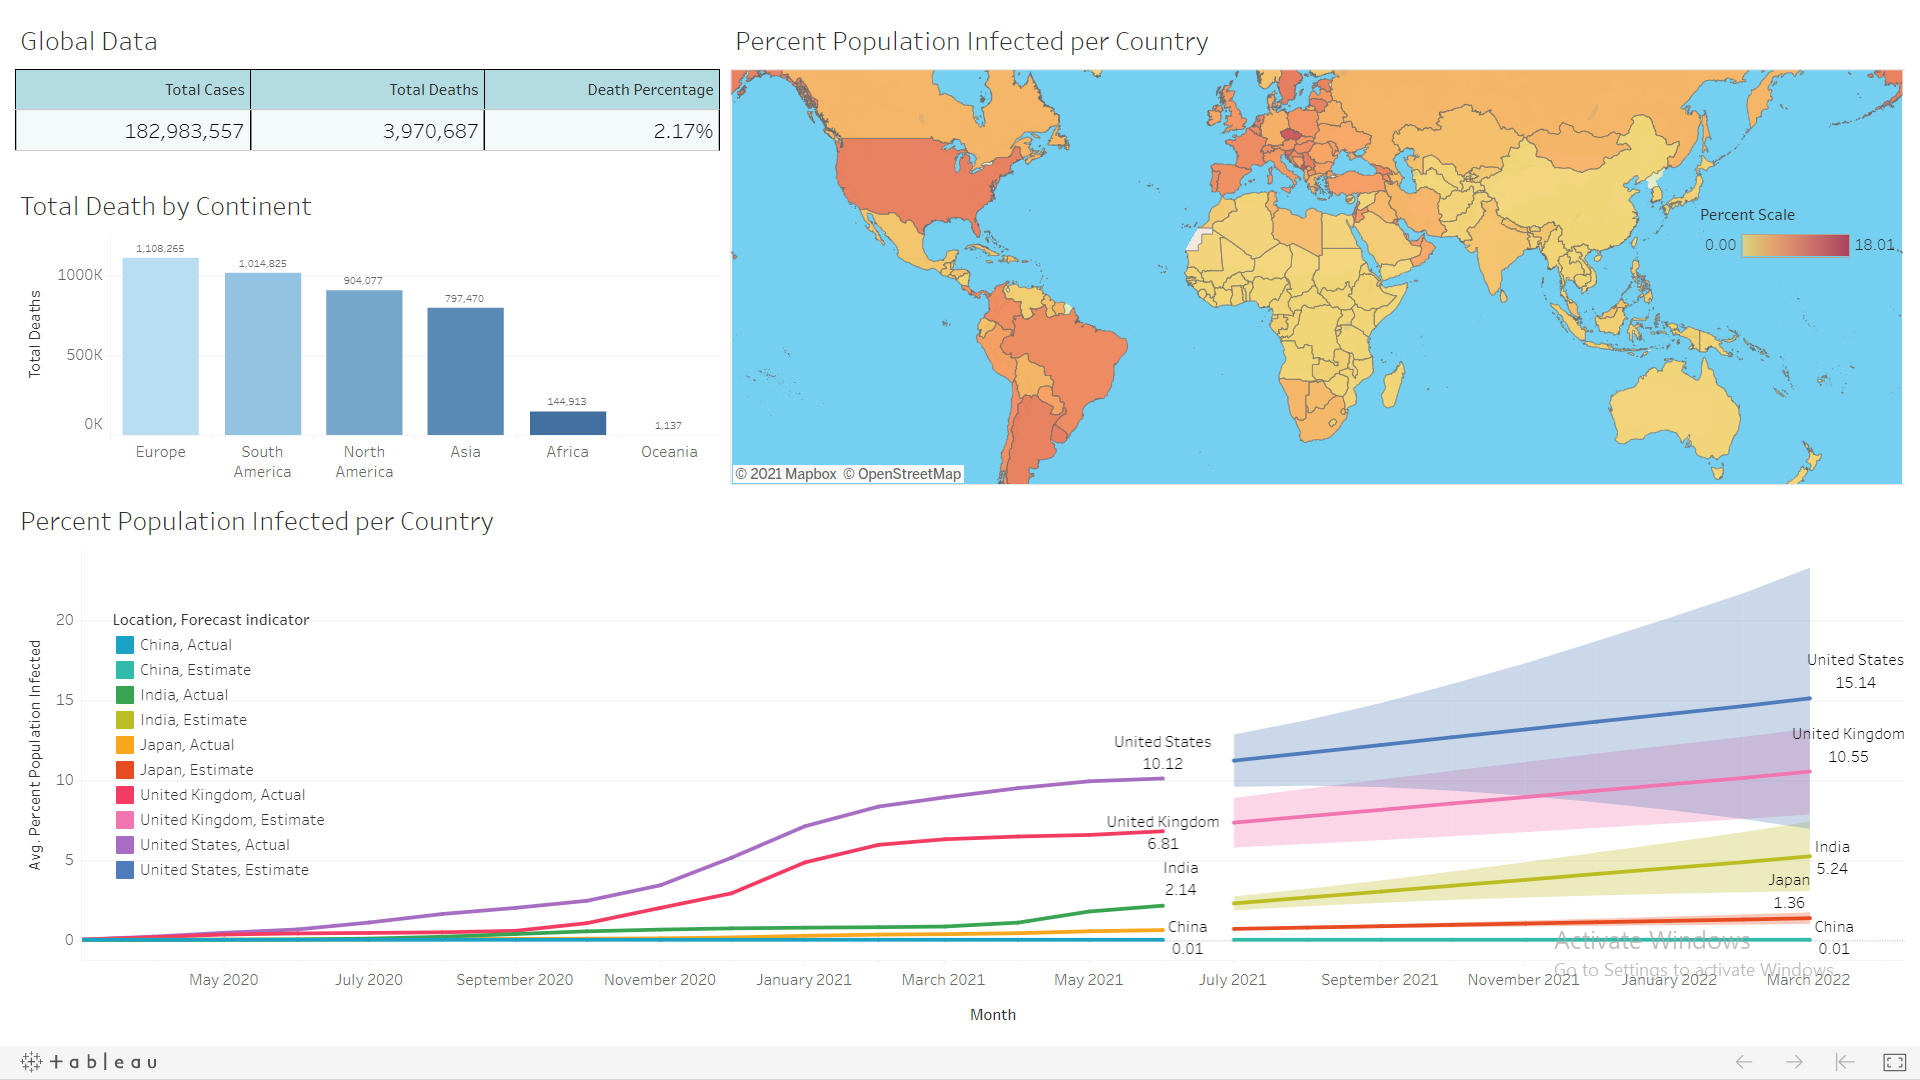 Global Data
Total Cases Total Deaths Death Percentage
182,983,557 3,970,687 2.17%
Total Death by Continent
Total Deaths
1000K
500K
0K
1,108,265
1,014,825
904,077
797,470
144,913
1,137
Europe
South
America
North
America
Asia
Africa
Oceania
Percent Population Infected per Country
Percent Scale
0.00 18.01
© 2021 Mapbox © OpenStreetMap
Percent Population Infected per Country
Avg. Percent Population Infected
20
15
10
5
0
Location, Forecast indicator
China, Actual
China, Estimate
India, Actual
India, Estimate
Japan, Actual
Japan, Estimate
United Kingdom, Actual
United Kingdom, Estimate
United States, Actual
United States, Estimate
United States
10.12
United Kingdom
6.81
India
2.14
China
0.01
United States
15.14
United Kingdom
10.55
India
5.24
Japan
1.36
China
0.01
Activate Windows
Go to Settings to activate Windows.
May 2020 July 2020 September 2020 November 2020 January 2021 March 2021 May 2021 July 2021 September 2021 November 2021 January 2022 March 2022
Month
tableau